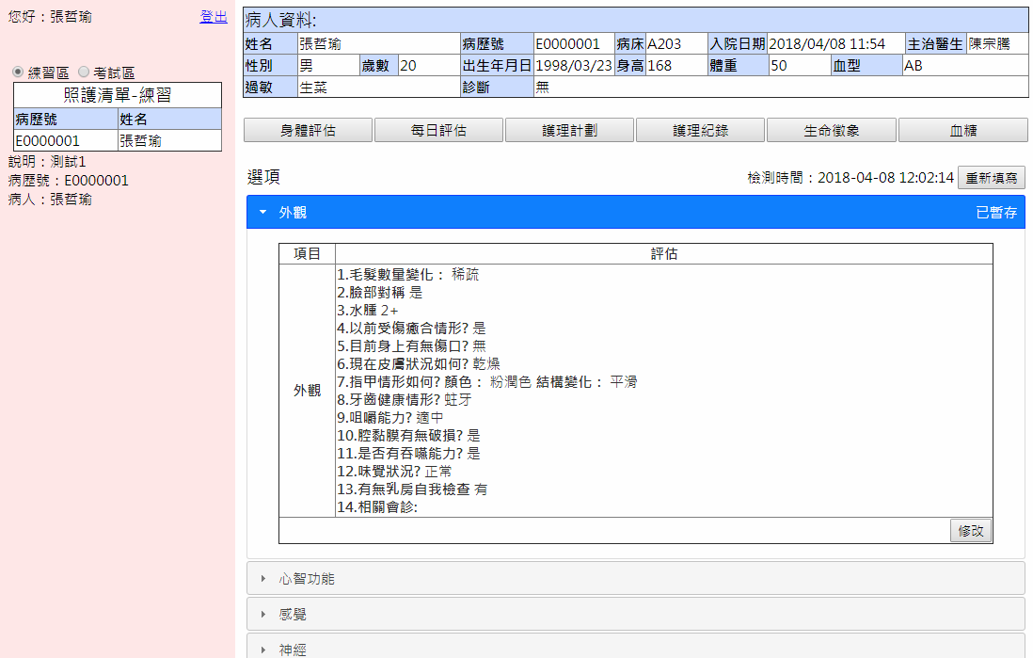 您好：張哲瑜 登出
練習區 考試區
照護清單-練習
病歷號 姓名
E0000001 張哲瑜
說明：測試1
病歷號：E0000001
病人：張哲瑜
病人資料:
姓名 張哲瑜 病歷號 E0000001 病床 A203 入院日期 2018/04/08 11:54 主治醫生 陳宗騰
性別 男 歲數 20 出生年月日 1998/03/23 身高 168 體重 50 血型 AB
過敏 生菜 診斷 無
身體評估 每日評估 護理計劃 護理紀錄 生命徵象 血糖
選項 檢測時間：2018-04-08 12:02:14 重新填寫
外觀 已暫存
項目 評估
外觀
1.毛髮數量變化： 稀疏
2.臉部對稱 是
3.水腫 2+
4.以前受傷癒合情形? 是
5.目前身上有無傷口? 無
6.現在皮膚狀況如何? 乾燥
7.指甲情形如何? 顏色： 粉潤色 結構變化： 平滑
8.牙齒健康情形? 蛀牙
9.咀嚼能力? 適中
10.腔黏膜有無破損? 是
11.是否有吞嚥能力? 是
12.味覺狀況? 正常
13.有無乳房自我檢查 有
14.相關會診:
修改
心智功能
感覺
神經